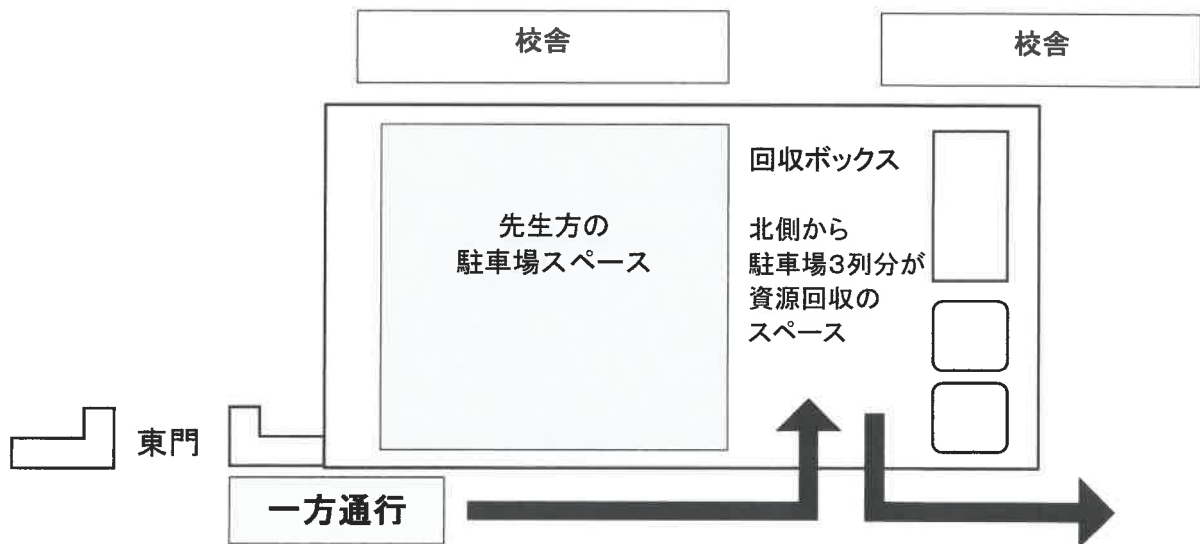 校舎
校舎
先生方の
駐車場スペース
回収ボックス
北側から
駐車場3列分が
資源回収の
スペース
東門
一方通行